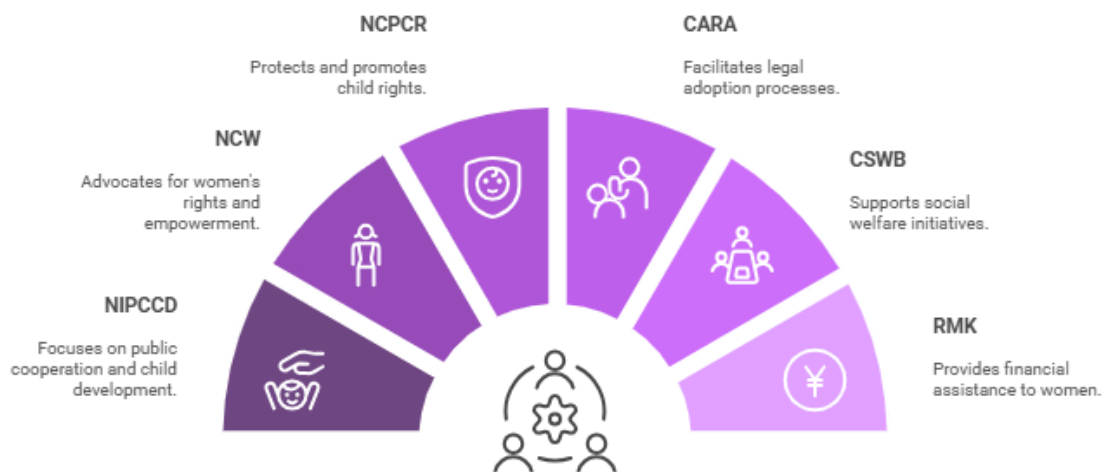 NCPCR
Protects and promotes
child rights.
CARA
Facilitates legal
adoption processes.
NCW
Advocates for women's
rights and
empowerment.
CSWB
Supports social
welfare initiatives.
NIPCCD
Focuses on public
cooperation and child
development.
RMK
Provides financial
assistance to women.
¥